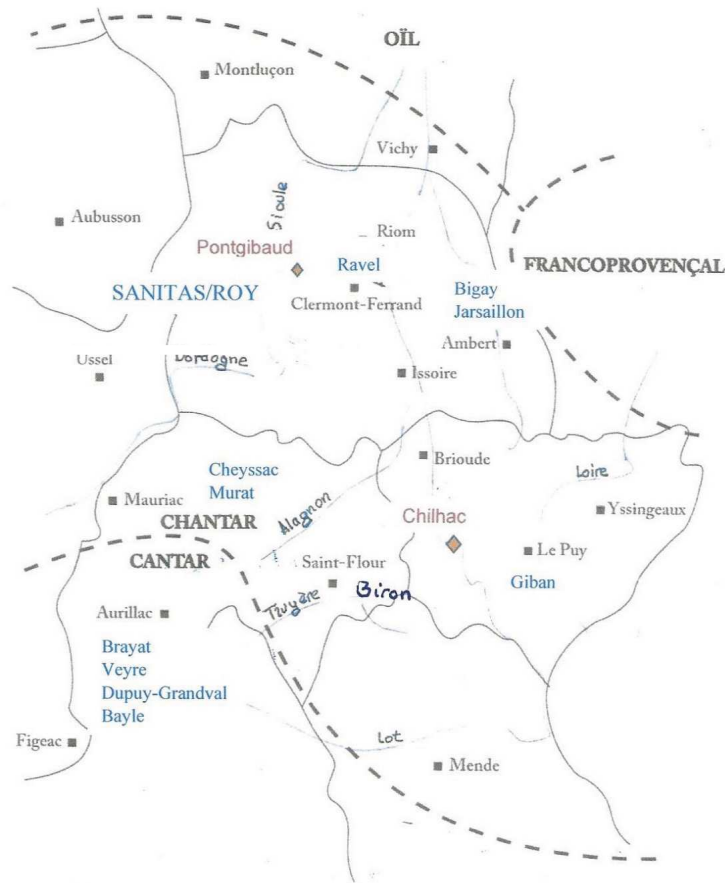 OÏL
Montluçon
Vichy
Aubusson
Sioule
Riom
Pontgibaud
Ravel
FRANCOPROVENÇAL
SANITAS/ROY
Clermont-Ferrand
Bigay
Jarsaillon
Ambert
Ussel
Dordogne
Issoire
Brioude
Cheyssac
Murat
Loire
Mauriac
Alagnon
Chilhac
Yssingeaux
CHANTAR
CANTAR
Saint-Flour
Le Puy
Truyère
Biron
Giban
Aurillac
Brayat
Veyre
Dupuy-Grandval
Bayle
Figeac
Lot
Mende